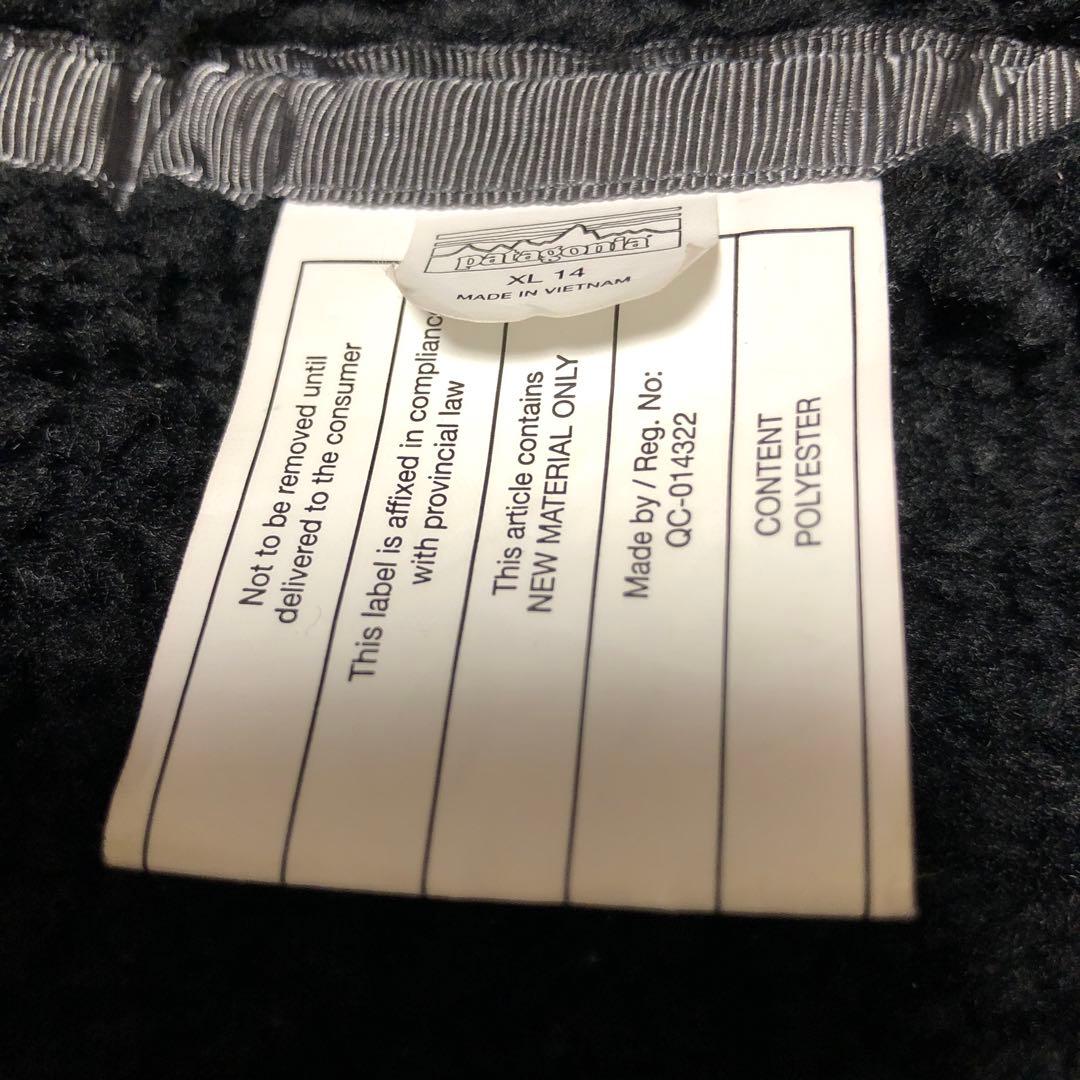 patagonia
XL 14
MADE IN VIETNAM
Not to be removed until
delivered to the consumer
This label is affixed in complianc
with provincial law
This article contains
NEW MATERIAL ONLY
Made by / Reg. No:
QC-014322
CONTENT
POLYESTER